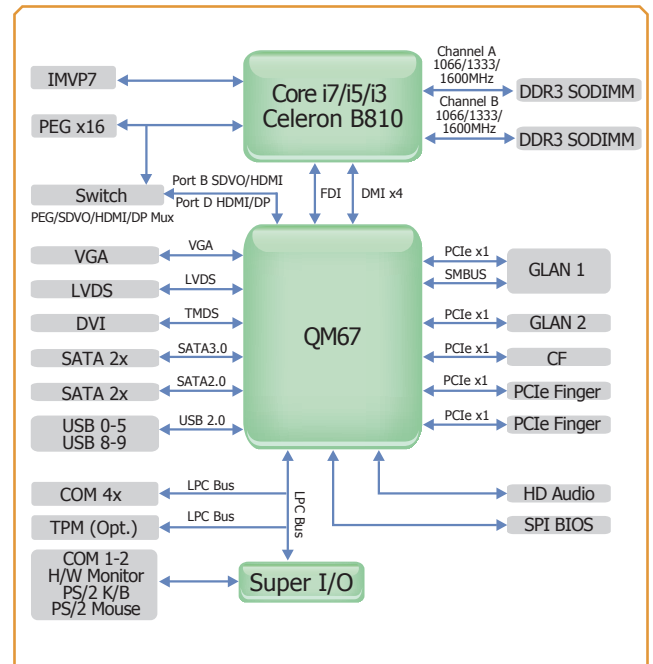 IMVP7
Core i7/i5/i3
Celeron B810
Channel A
1066/1333/
1600MHz
DDR3 SODIMM
PEG x16
Channel B
1066/1333/
1600MHz
DDR3 SODIMM
Switch
PEG/SDVO/HDMI/DP Mux
Port B SDVO/HDMI
Port D HDMI/DP
FDI
DMI x4
VGA
VGA
QM67
PCIe x1
SMBUS
GLAN 1
LVDS
LVDS
DVI
TMDS
PCIe x1
GLAN 2
SATA 2x
SATA3.0
PCIe x1
CF
SATA 2x
SATA2.0
PCIe x1
PCIe Finger
USB 0-5
USB 8-9
USB 2.0
PCIe x1
PCIe Finger
COM 4x
LPC Bus
LPC Bus
HD Audio
TPM (Opt.)
LPC Bus
SPI BIOS
COM 1-2
H/W Monitor
PS/2 K/B
PS/2 Mouse
Super I/O